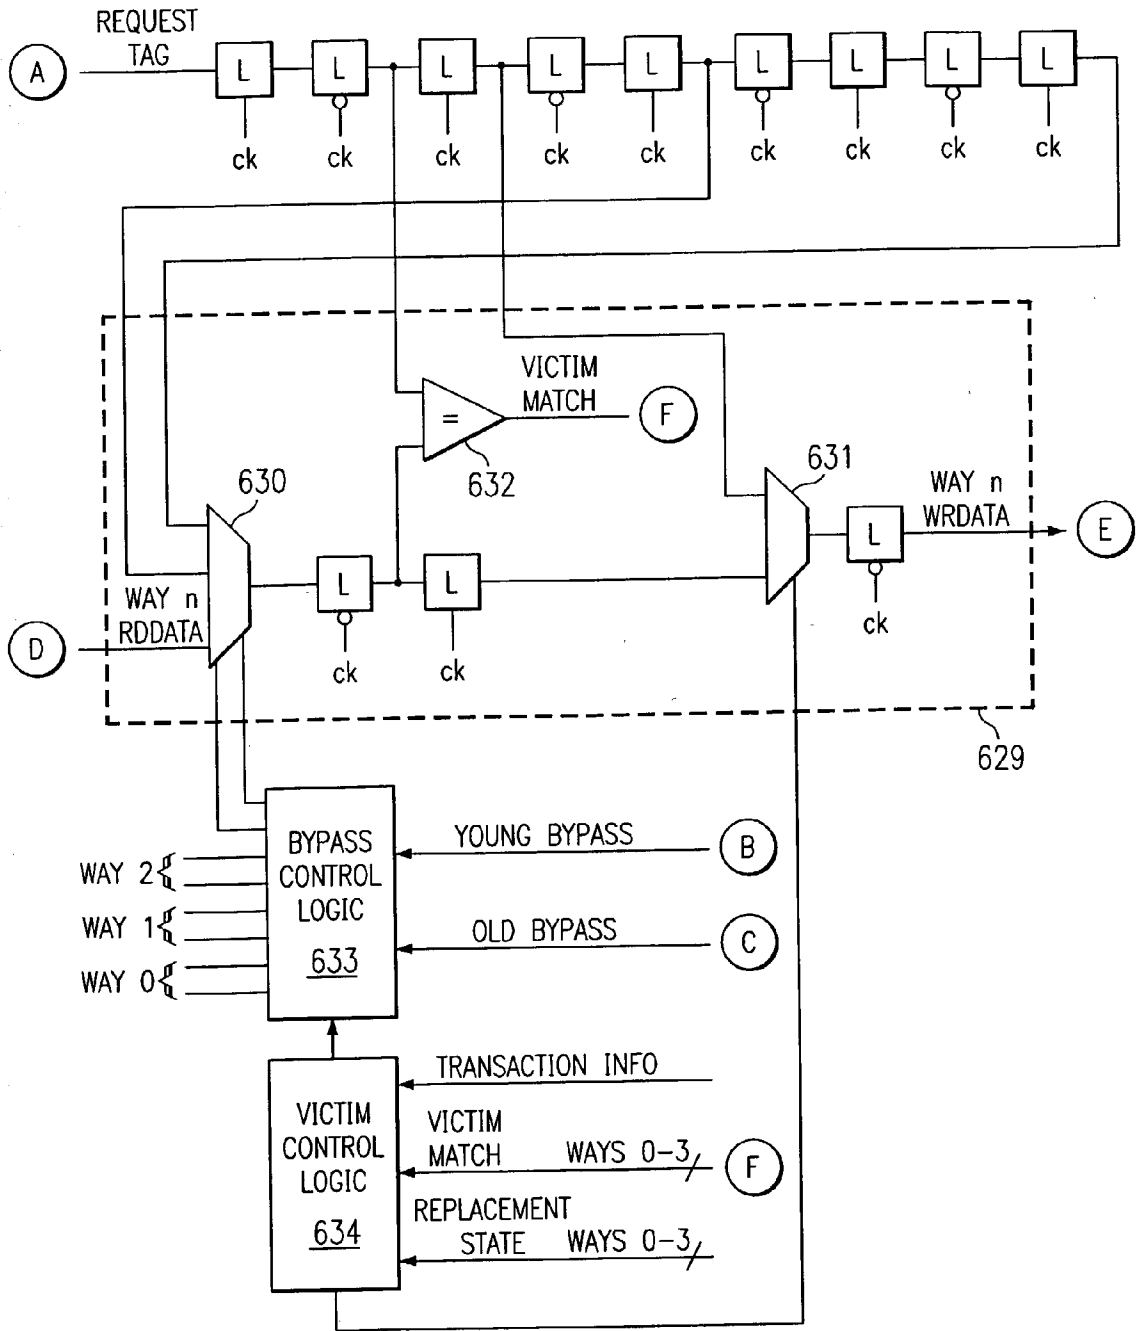 REQUEST
TAG
A
L L L L L L L L L
ck ck ck ck ck ck ck ck ck
VICTIM
MATCH
F
=
632
630
631
WAY n
WRDATA
E
L
ck
WAY n
RDDATA
D
L L
ck ck
629
BYPASS
CONTROL
LOGIC
633
YOUNG BYPASS
B
OLD BYPASS
C
WAY 2
WAY 1
WAY 0
VICTIM
CONTROL
LOGIC
634
TRANSACTION INFO
VICTIM
MATCH WAYS 0-3
F
REPLACEMENT
STATE WAYS 0-3